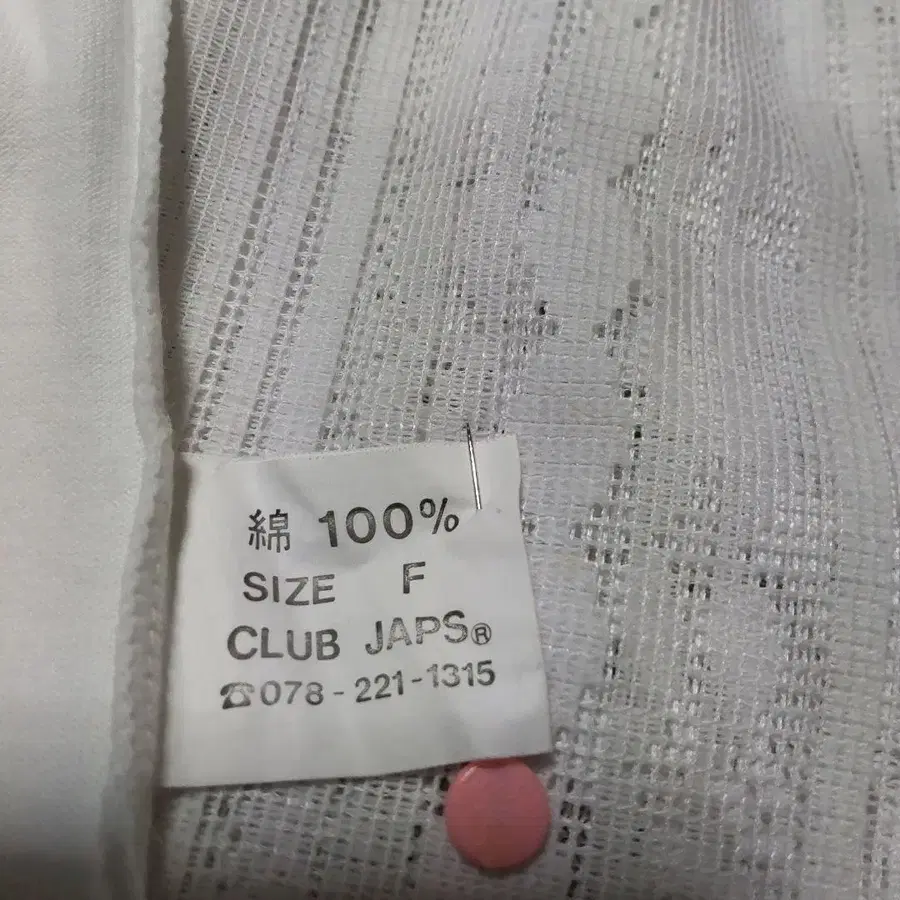 綿 100%
SIZE F
CLUB JAPS®
☎078-221-1315